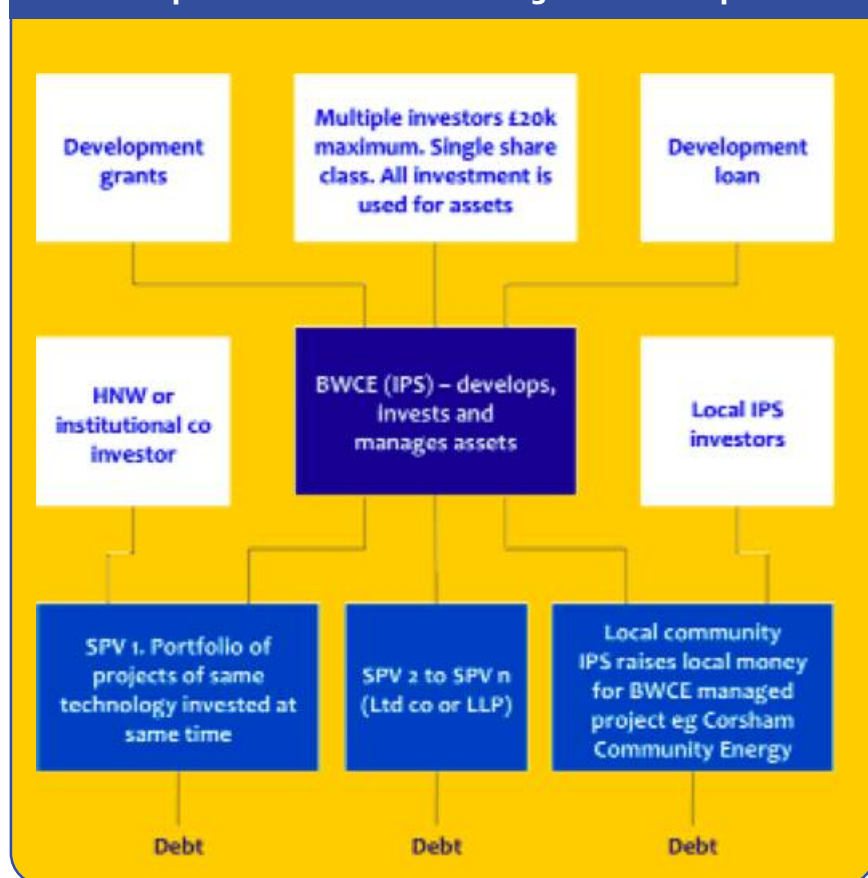 Development
grants
Multiple investors £20k
maximum. Single share
class. All investment is
used for assets
Development
loan
HNW or
institutional co
investor
BWCE (IPS) – develops,
invests and
manages assets
Local IPS
investors
SPV 1. Portfolio of
projects of same
technology invested at
same time
SPV 2 to SPV n
(Ltd co or LLP)
Local community
IPS raises local money
for BWCE managed
project eg Corsham
Community Energy
Debt
Debt
Debt